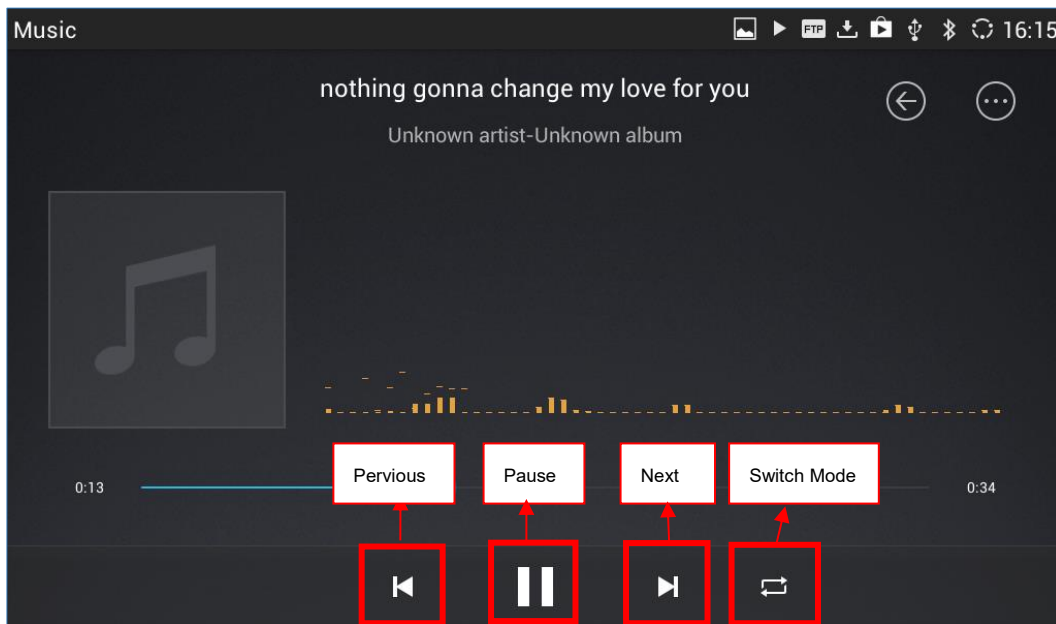 Music
FTP
16:15
nothing gonna change my love for you
Unknown artist-Unknown album
Pervious
Pause
Next
Switch Mode
0:13
0:34